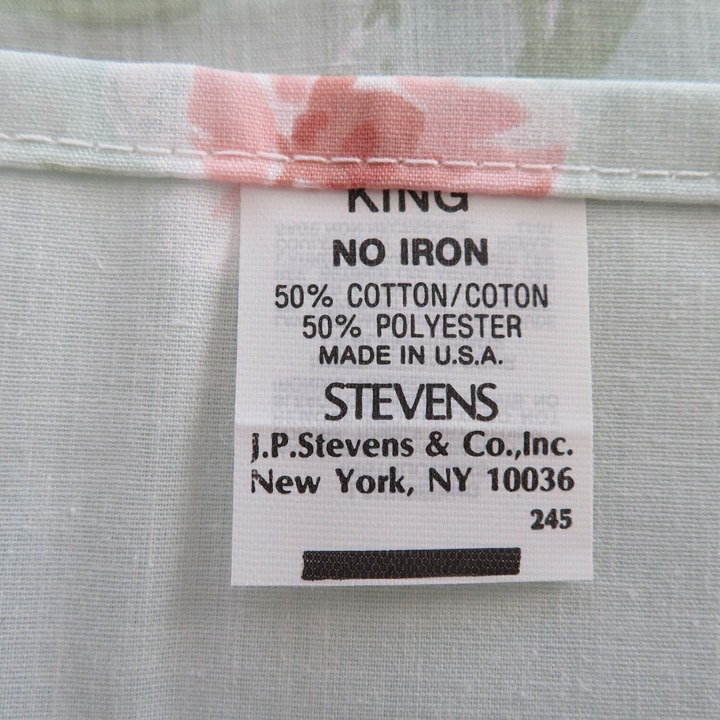 KING
NO IRON
50% COTTON/COTON
50% POLYESTER
MADE IN U.S.A.
STEVENS
J.P.Stevens & Co.,Inc.
New York, NY 10036
245